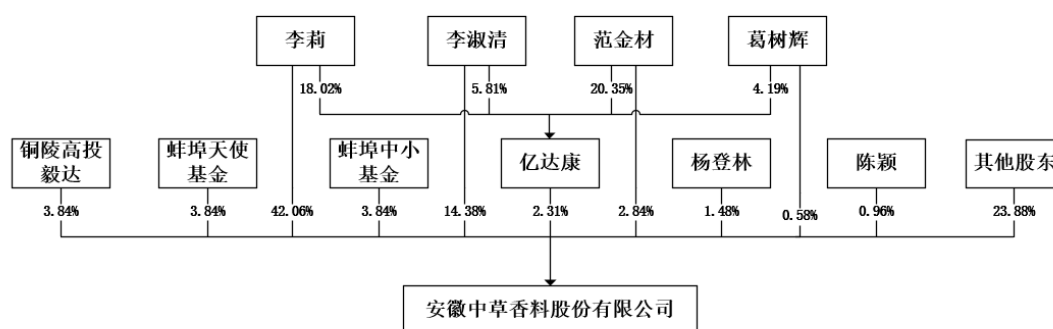 李莉
李淑清
范金材
葛树辉
18.02%
5.81%
20.35%
4.19%
铜陵高投
毅达
蚌埠天使
基金
蚌埠中小
基金
亿达康
杨登林
陈颖
其他股东
3.84%
3.84%
42.06%
3.84%
14.38%
2.31%
2.84%
1.48%
0.58%
0.96%
23.88%
安徽中草香料股份有限公司